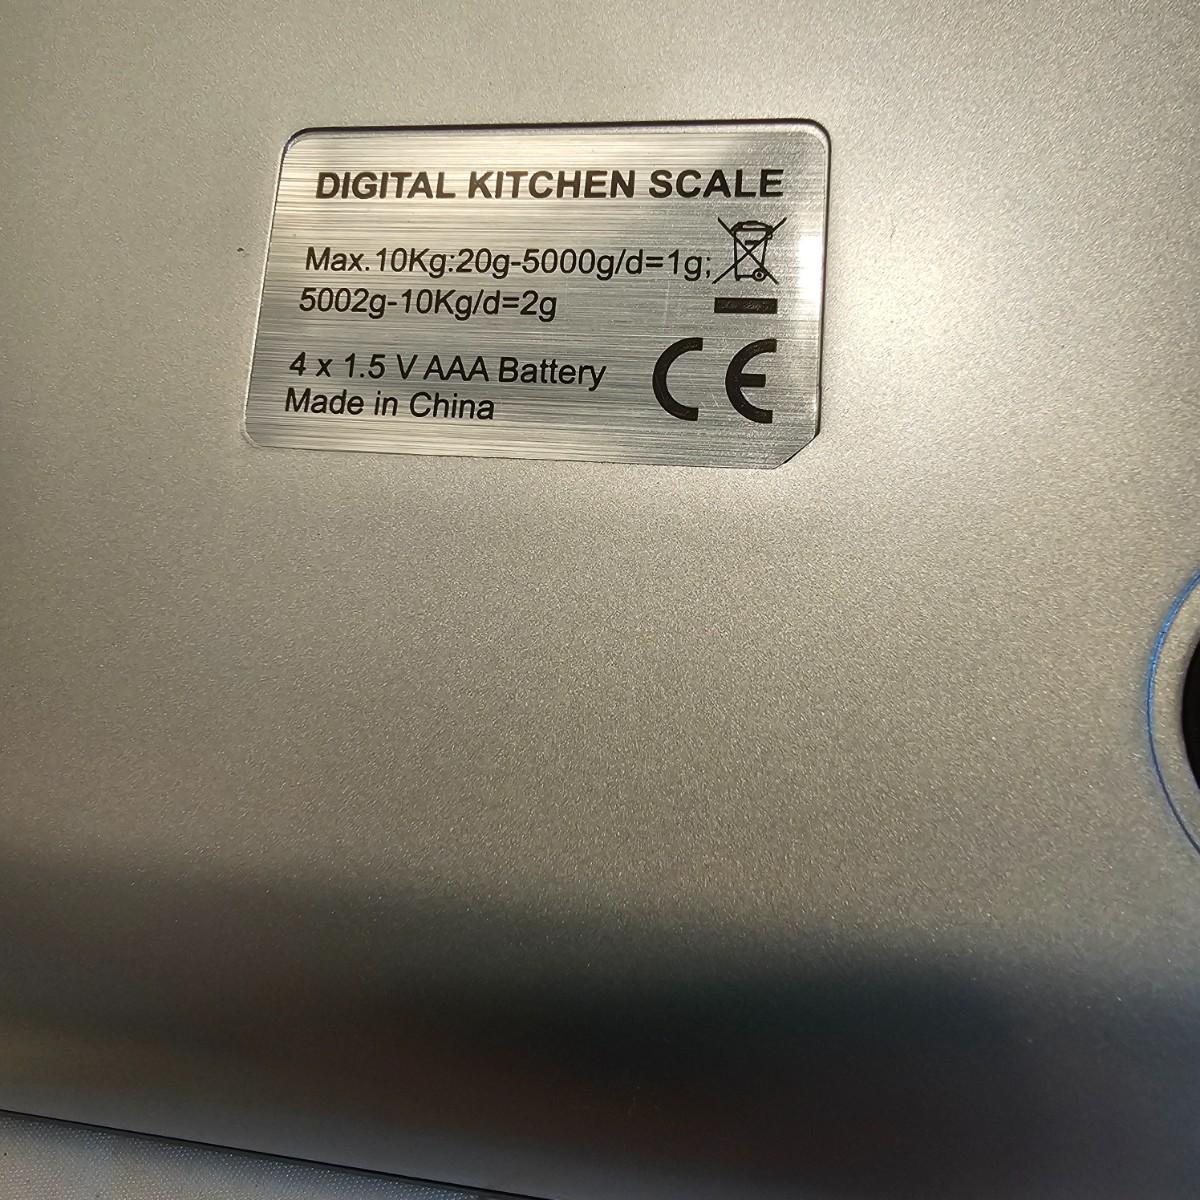 DIGITAL KITCHEN SCALE
Max.10Kg:20g-5000g/d=1g;
5002g-10Kg/d=2g
4 x 1.5 V AAA Battery
Made in China
CE